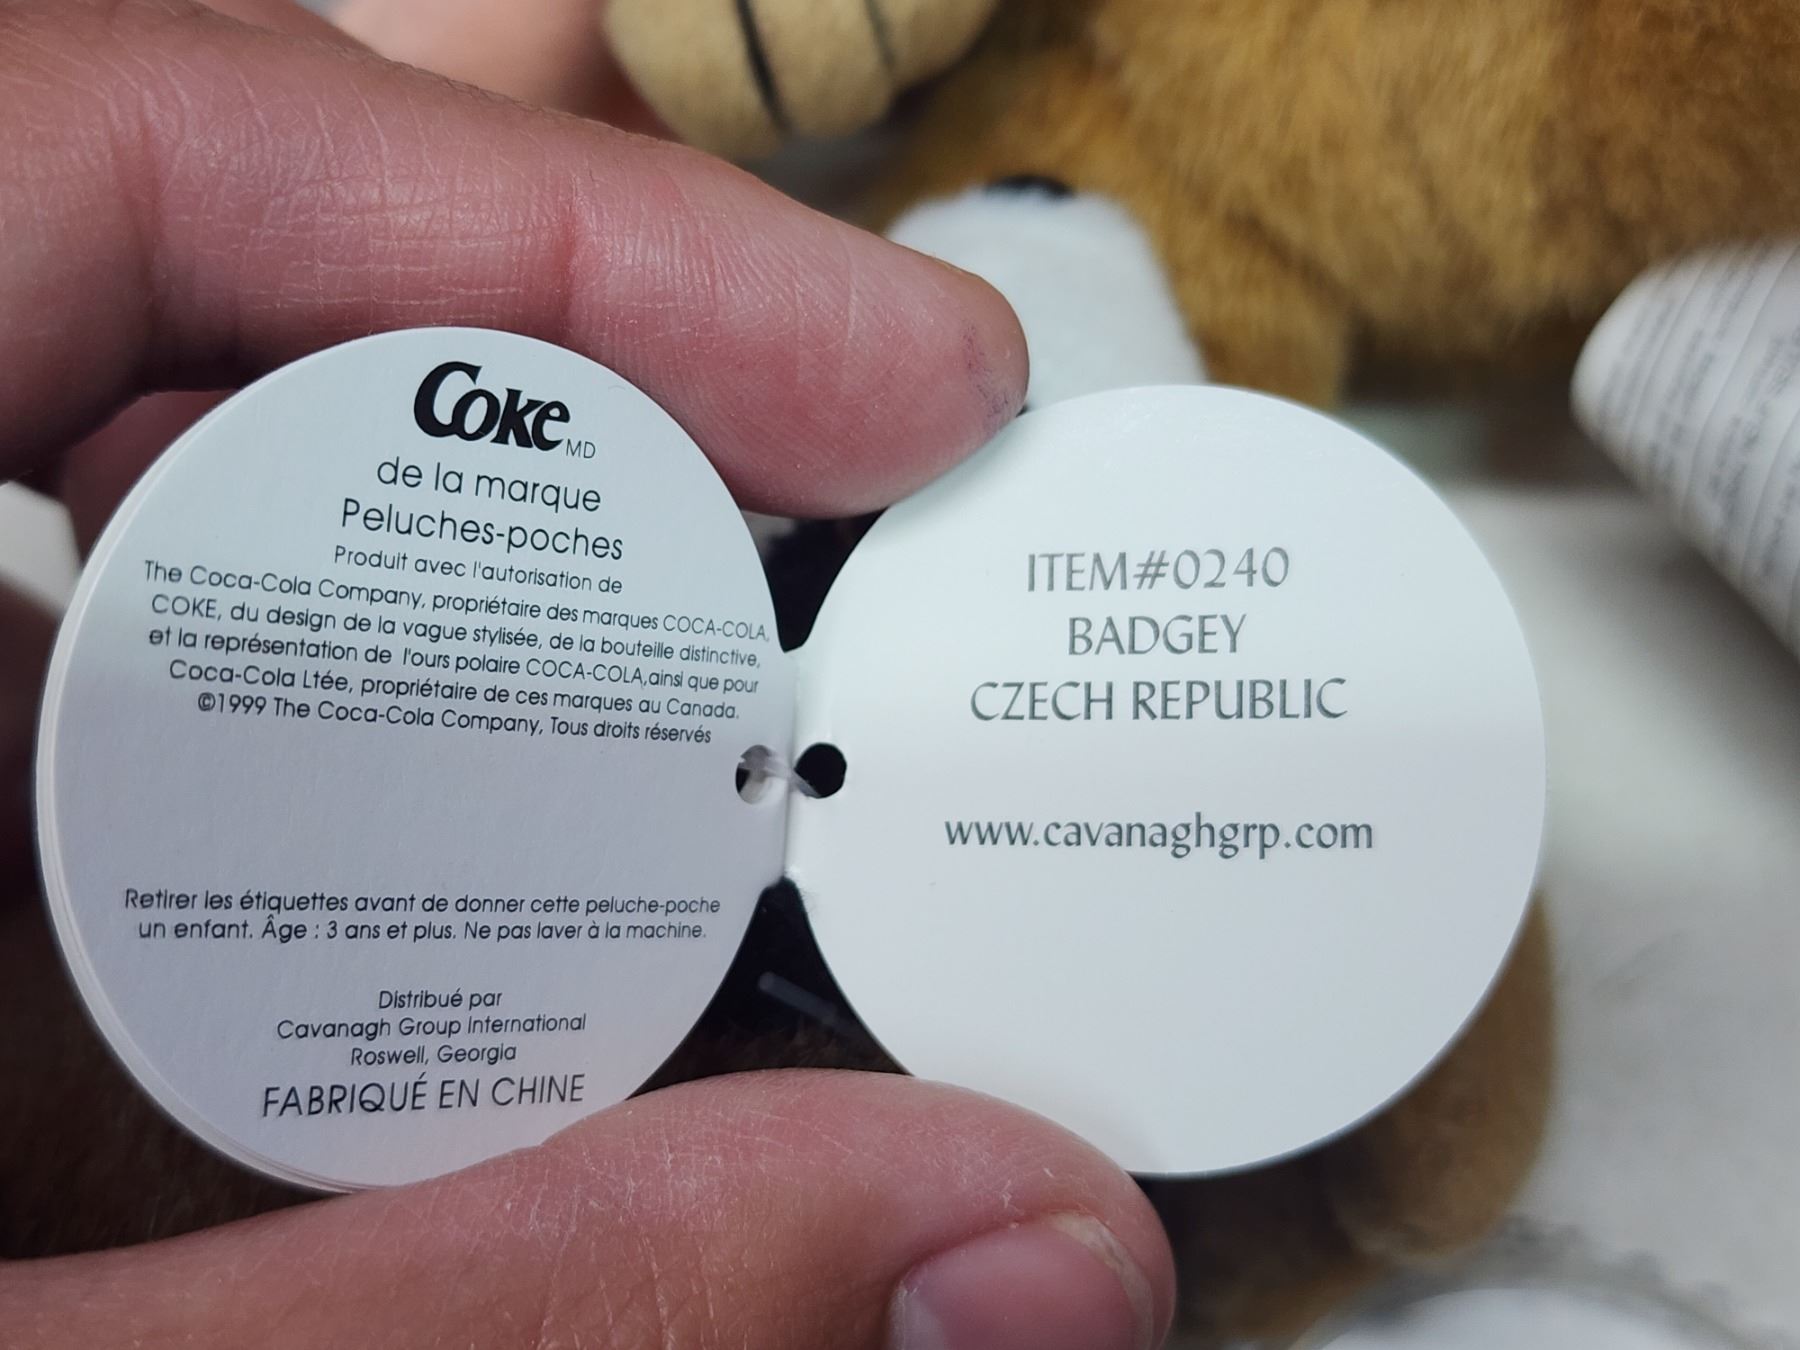 Coke MD
de la marque
Peluches-poches
Produit avec l'autorisation de
The Coca-Cola Company, propriétaire des marques COCA-COLA,
COKE, du design de la vague stylisée, de la bouteille distinctive,
et la représentation de l'ours polaire COCA-COLA,ainsi que pour
Coca-Cola Ltée, propriétaire de ces marques au Canada.
©1999 The Coca-Cola Company, Tous droits réservés
Retirer les étiquettes avant de donner cette peluche-poche
un enfant. Âge : 3 ans et plus. Ne pas laver à la machine.
Distribué par
Cavanagh Group International
Roswell, Georgia
FABRIQUÉ EN CHINE
ITEM#0240
BADGEY
CZECH REPUBLIC
www.cavanaghgrp.com